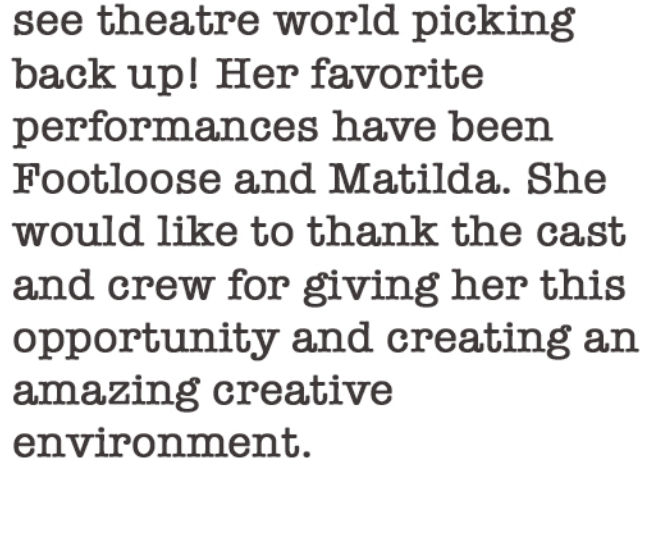 see theatre world picking
back up! Her favorite
performances have been
Footloose and Matilda. She
would like to thank the cast
and crew for giving her this
opportunity and creating an
amazing creative
environment.